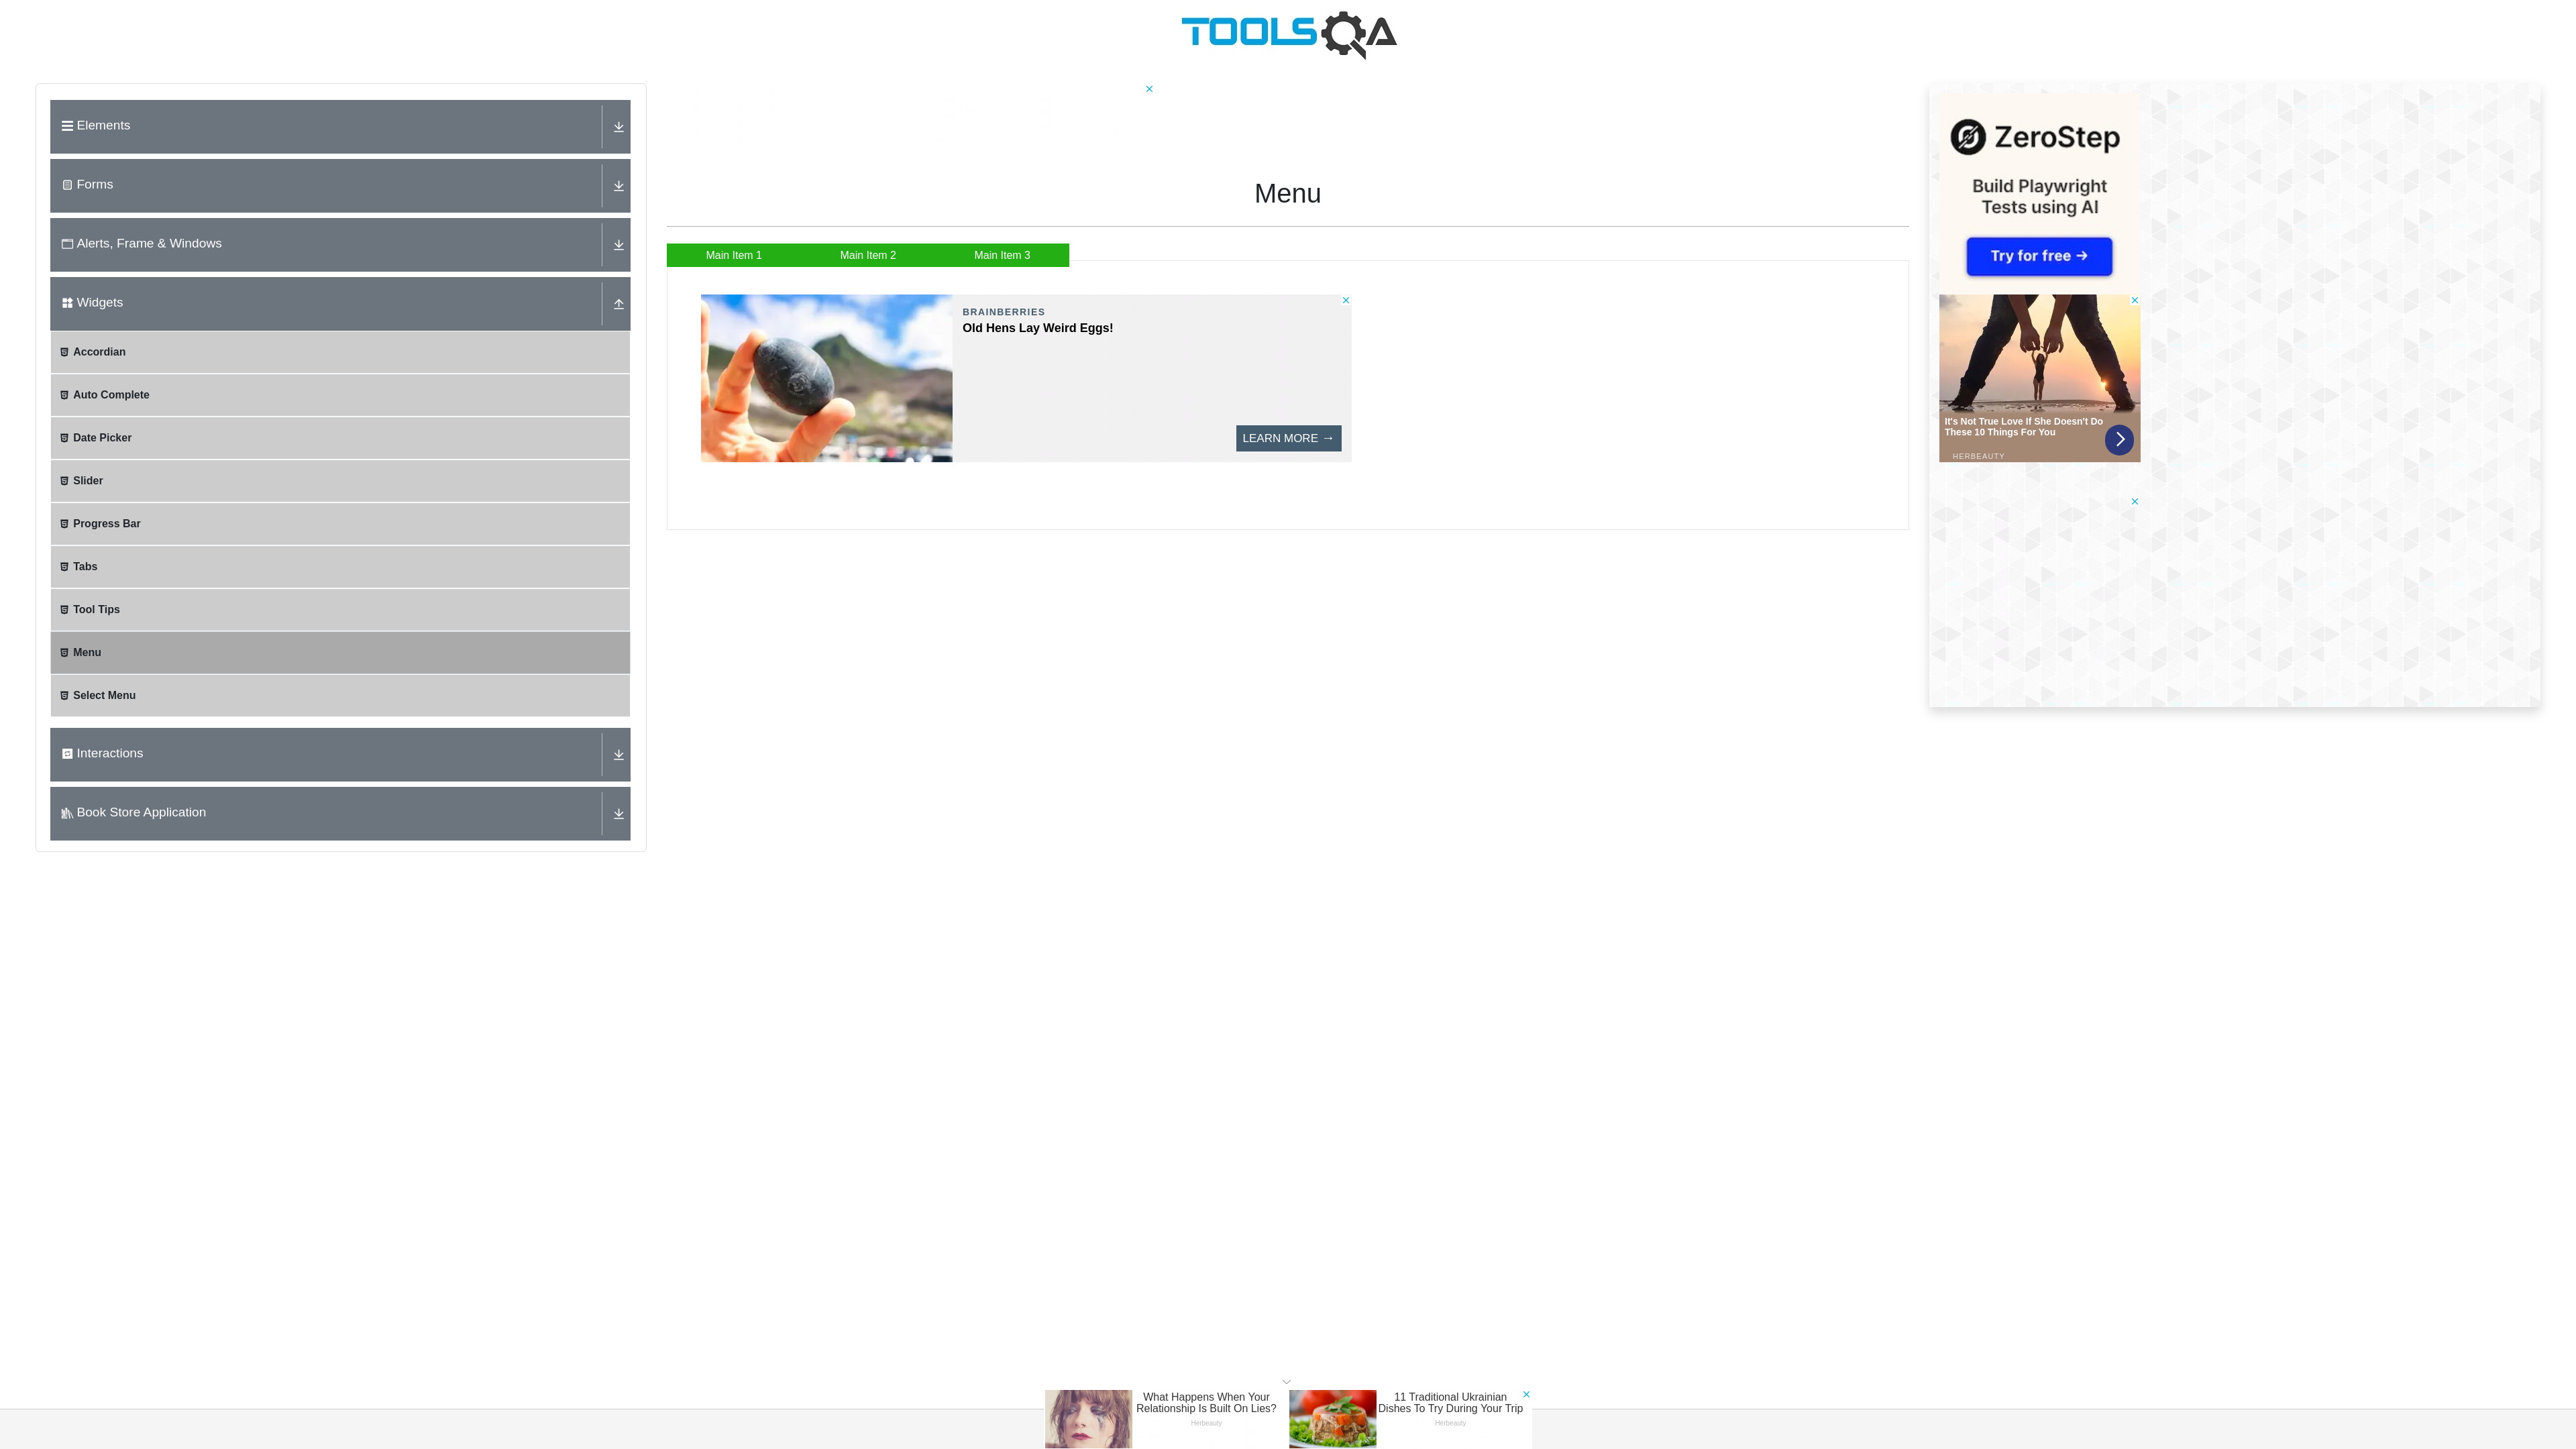 TOOLSQA
Elements
Forms
Alerts, Frame & Windows
Widgets
Accordian
Auto Complete
Date Picker
Slider
Progress Bar
Tabs
Tool Tips
Menu
Select Menu
Interactions
Book Store Application
Menu
Main Item 1
Main Item 2
Main Item 3
BRAINBERRIES
Old Hens Lay Weird Eggs!
LEARN MORE →
ZeroStep
Build Playwright
Tests using AI
Try for free →
It's Not True Love If She Doesn't Do
These 10 Things For You
HERBEAUTY
What Happens When Your
Relationship Is Built On Lies?
Herbeauty
11 Traditional Ukrainian
Dishes To Try During Your Trip
Herbeauty